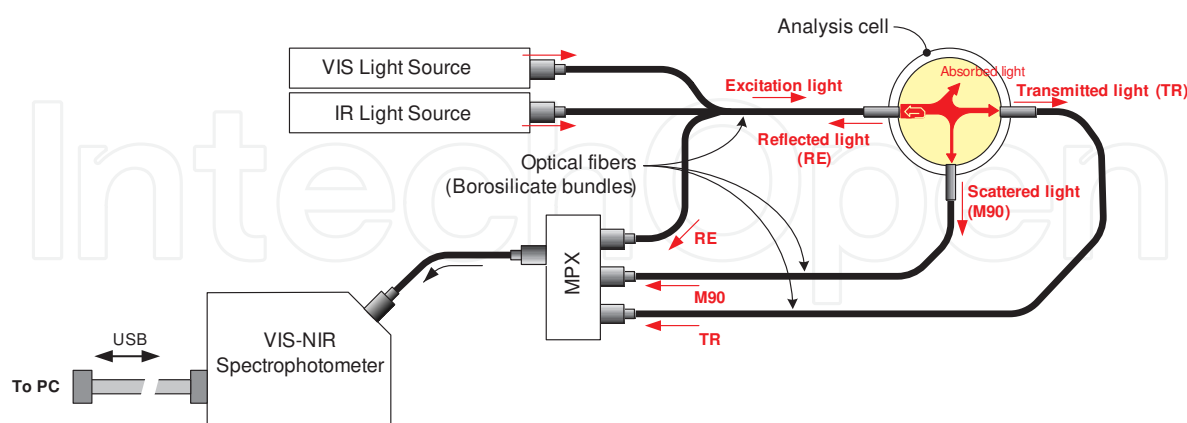 Analysis cell
VIS Light Source
IR Light Source
Excitation light
Absorbed light
Transmitted light (TR)
Reflected light
(RE)
Optical fibers
(Borosilicate bundles)
Scattered light
(M90)
RE
MPX
M90
TR
VIS-NIR
Spectrophotometer
USB
To PC
IntechOpen